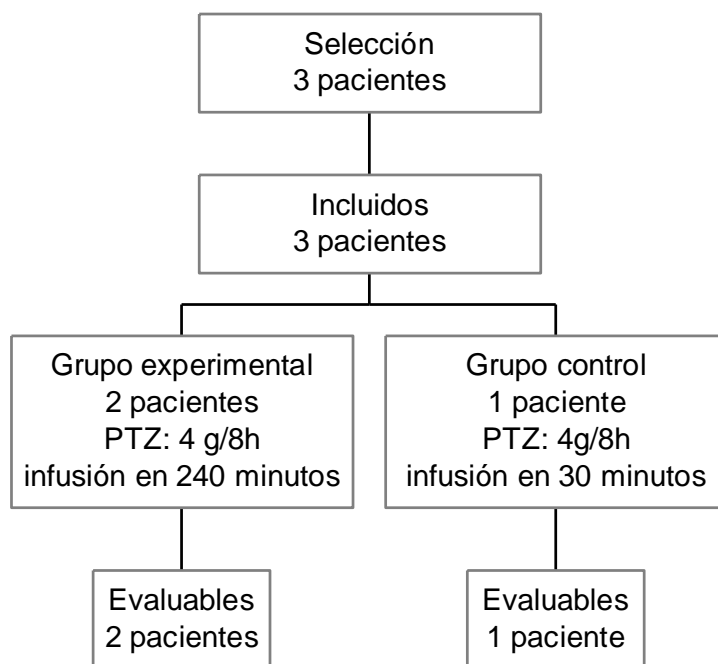 Selección
3 pacientes
Incluidos
3 pacientes
Grupo experimental
2 pacientes
PTZ: 4 g/8h
infusión en 240 minutos
Grupo control
1 paciente
PTZ: 4g/8h
infusión en 30 minutos
Evaluables
2 pacientes
Evaluables
1 paciente